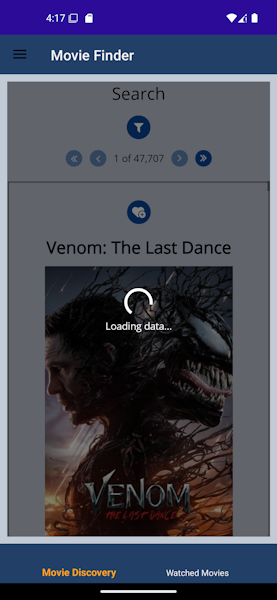 4:17
Movie Finder
Search
1 of 47,707
Venom: The Last Dance
Loading data...
VENOM
THE LAST DANCE
Movie Discovery
Watched Movies